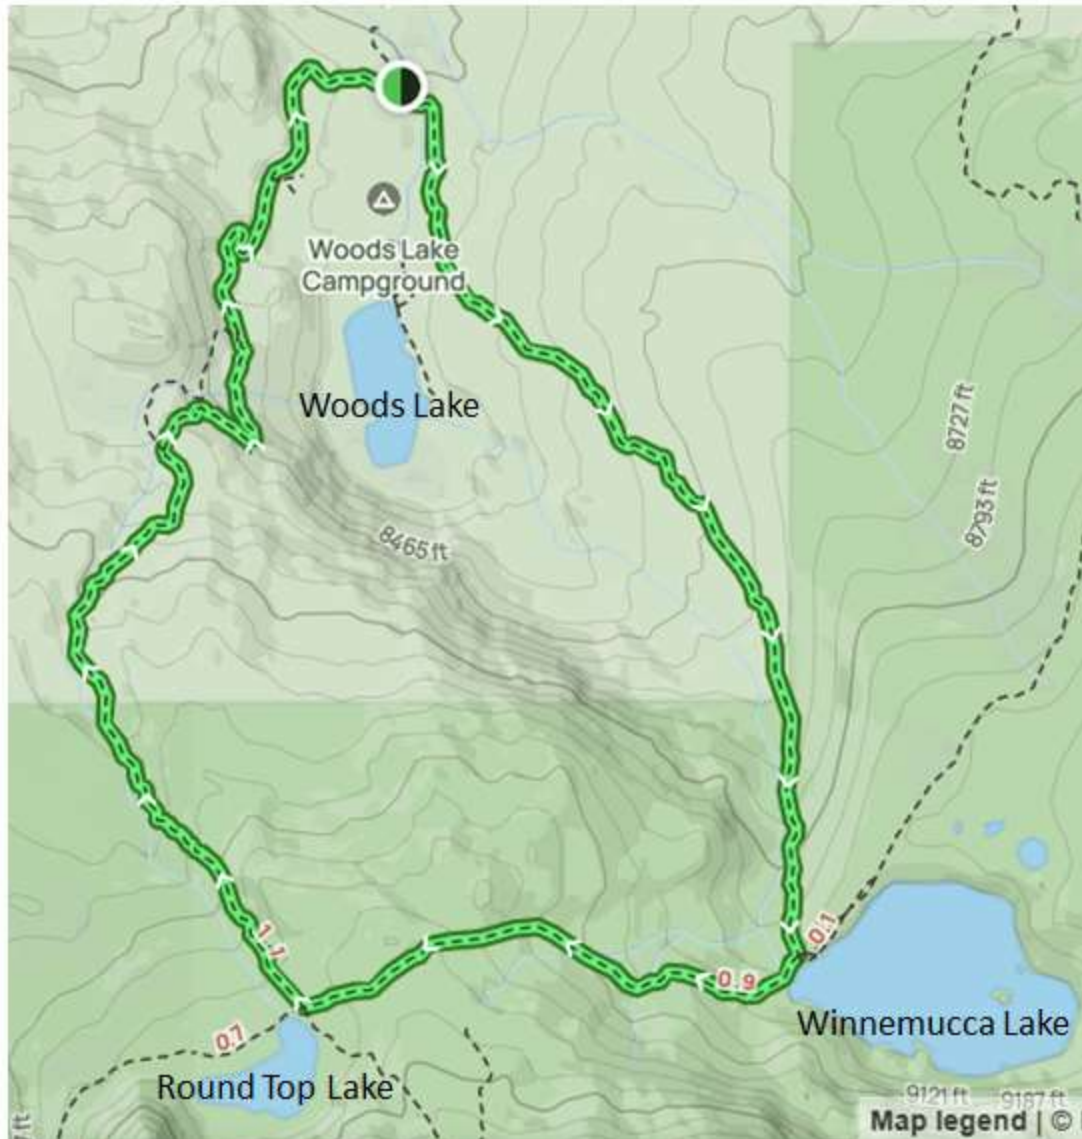 Woods Lake
Campground
Woods Lake
8727 ft
8793 ft
8465 ft
0.1
1.1
0.9
0.7
Winnemucca Lake
Round Top Lake
9121 ft
9187 ft
Map legend | ©